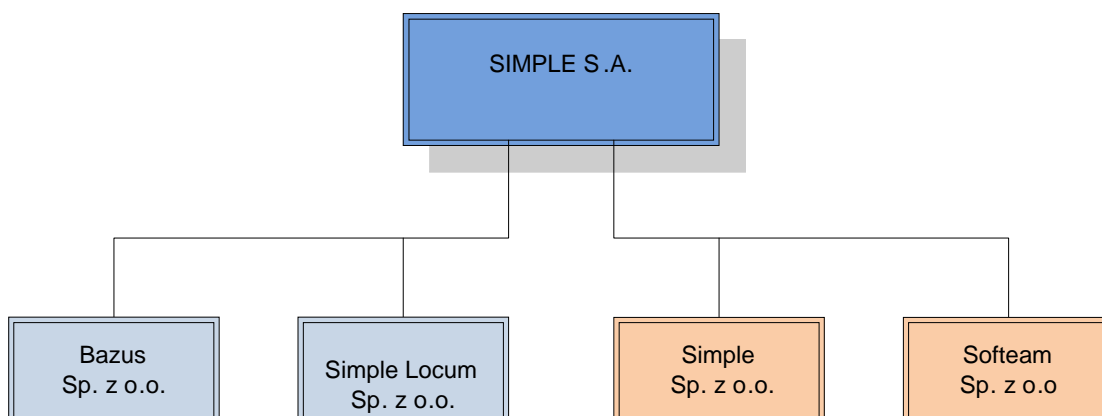 SIMPLE S .A.
Bazus
Sp. z o.o.
Simple Locum
Sp. z o.o.
Simple
Sp. z o.o.
Softeam
Sp. z o.o